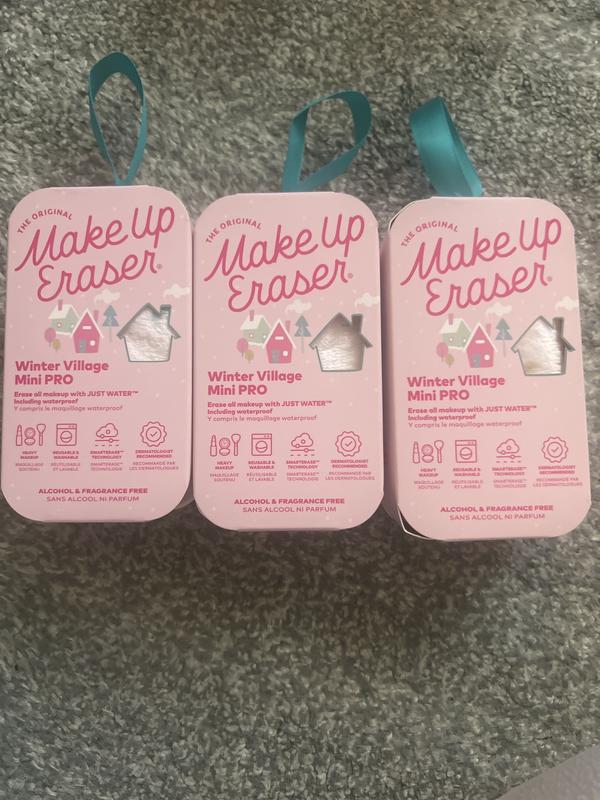 THE ORIGINAL
Make Up
Eraser®
Winter Village
Mini PRO
Erase all makeup with JUST WATER™
Including waterproof
Y compris le maquillage waterproof
HEAVY MAKEUP
MAQUILLAGE SOUTENU
REUSABLE & WASHABLE
RÉUTILISABLE ET LAVABLE
SMARTERASE™ TECHNOLOGY
SMARTERASE™ TECHNOLOGIE
DERMATOLOGIST RECOMMENDED
RECOMMANDÉ PAR LES DERMATOLOGUES
ALCOHOL & FRAGRANCE FREE
SANS ALCOOL NI PARFUM
THE ORIGINAL
Make Up
Eraser®
Winter Village
Mini PRO
Erase all makeup with JUST WATER™
Including waterproof
Y compris le maquillage waterproof
HEAVY MAKEUP
MAQUILLAGE SOUTENU
REUSABLE & WASHABLE
RÉUTILISABLE ET LAVABLE
SMARTERASE™ TECHNOLOGY
SMARTERASE™ TECHNOLOGIE
DERMATOLOGIST RECOMMENDED
RECOMMANDÉ PAR LES DERMATOLOGUES
ALCOHOL & FRAGRANCE FREE
SANS ALCOOL NI PARFUM
THE ORIGINAL
Make Up
Eraser®
Winter Village
Mini PRO
Erase all makeup with JUST WATER™
Including waterproof
Y compris le maquillage waterproof
HEAVY MAKEUP
MAQUILLAGE SOUTENU
REUSABLE & WASHABLE
RÉUTILISABLE ET LAVABLE
SMARTERASE™ TECHNOLOGY
SMARTERASE™ TECHNOLOGIE
DERMATOLOGIST RECOMMENDED
RECOMMANDÉ PAR LES DERMATOLOGUES
ALCOHOL & FRAGRANCE FREE
SANS ALCOOL NI PARFUM